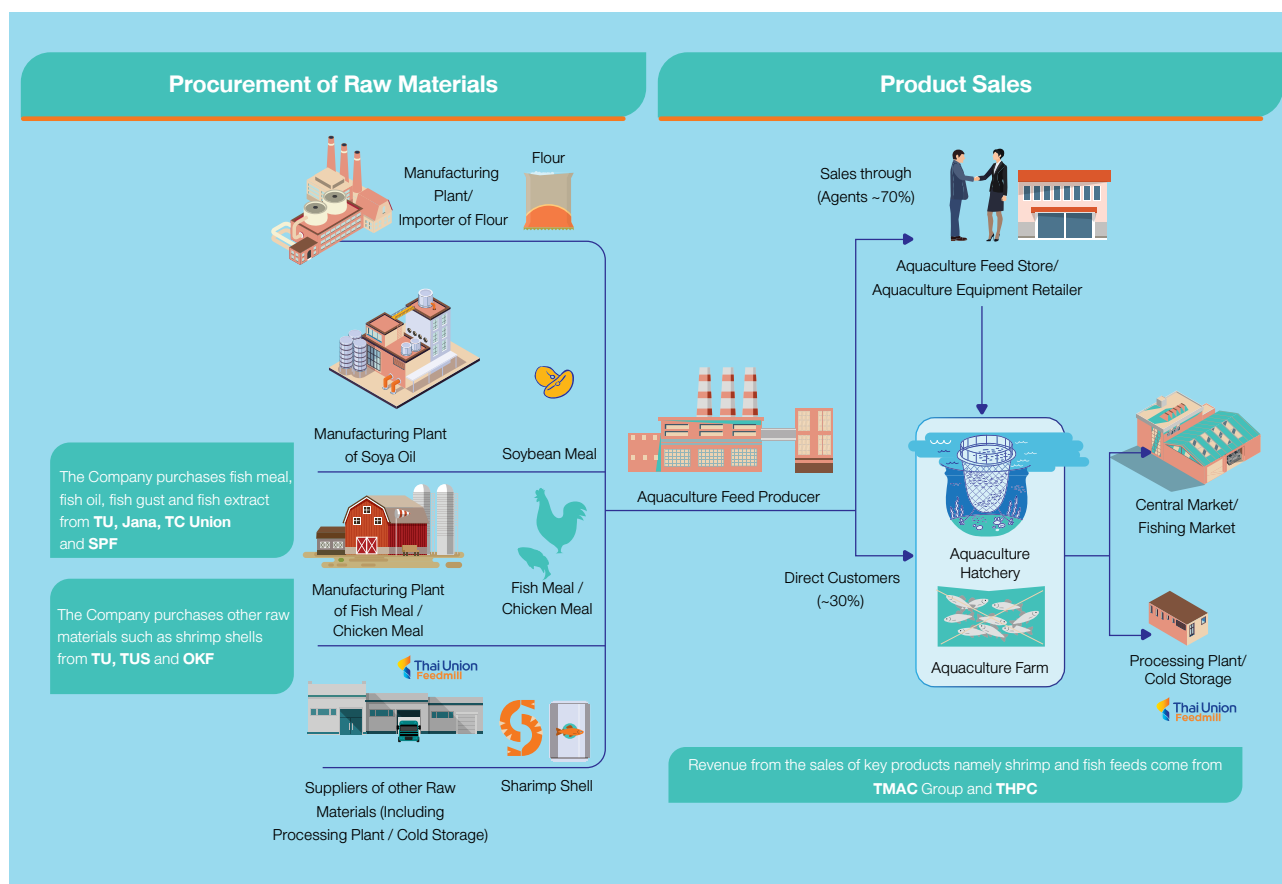 Procurement of Raw Materials
Product Sales
Manufacturing
Plant/
Importer of Flour
Flour
Manufacturing Plant
of Soya Oil
Soybean Meal
The Company purchases fish meal,
fish oil, fish gust and fish extract
from TU, Jana, TC Union
and SPF
Manufacturing Plant
of Fish Meal /
Chicken Meal
Fish Meal /
Chicken Meal
The Company purchases other raw
materials such as shrimp shells
from TU, TUS and OKF
Thai Union
Feedmill
Suppliers of other Raw
Materials (Including
Processing Plant / Cold Storage)
Sharimp Shell
Aquaculture Feed Producer
Sales through
(Agents ~70%)
Aquaculture Feed Store/
Aquaculture Equipment Retailer
Direct Customers
(~30%)
Aquaculture
Hatchery
Aquaculture Farm
Central Market/
Fishing Market
Processing Plant/
Cold Storage
Thai Union
Feedmill
Revenue from the sales of key products namely shrimp and fish feeds come from
TMAC Group and THPC